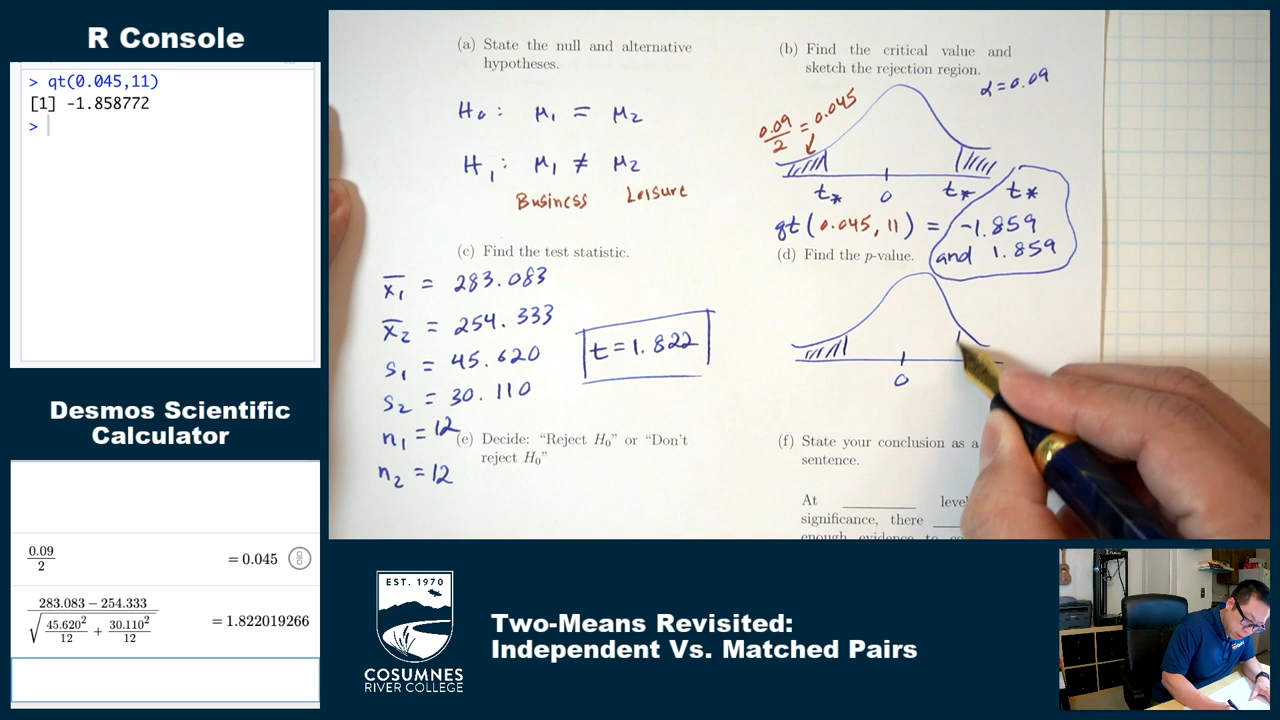 R Console
> qt(0.045,11)
[1] -1.858772
>
Desmos Scientific
Calculator
0.09
2
= 0.045
283.083 − 254.333
√ 45.620² / 12 + 30.110² / 12
= 1.822019266
(a) State the null and alternative
hypotheses.
H₀ : μ₁ = μ₂
H₁ : μ₁ ≠ μ₂
Business Leisure
(b) Find the critical value and
sketch the rejection region.
α = 0.09
0.09 / 2 = 0.045
t* 0 t* t*
qt(0.045, 11) = -1.859
and 1.859
(c) Find the test statistic.
x̄₁ = 283.083
x̄₂ = 254.333
s₁ = 45.620
s₂ = 30.110
n₁ = 12
n₂ = 12
t = 1.822
(d) Find the p-value.
0
(e) Decide: “Reject H₀” or “Don’t
reject H₀”
(f) State your conclusion as a
sentence.
At ________ level
significance, there
enough evidence to
EST. 1970
COSUMNES
RIVER COLLEGE
Two-Means Revisited:
Independent Vs. Matched Pairs